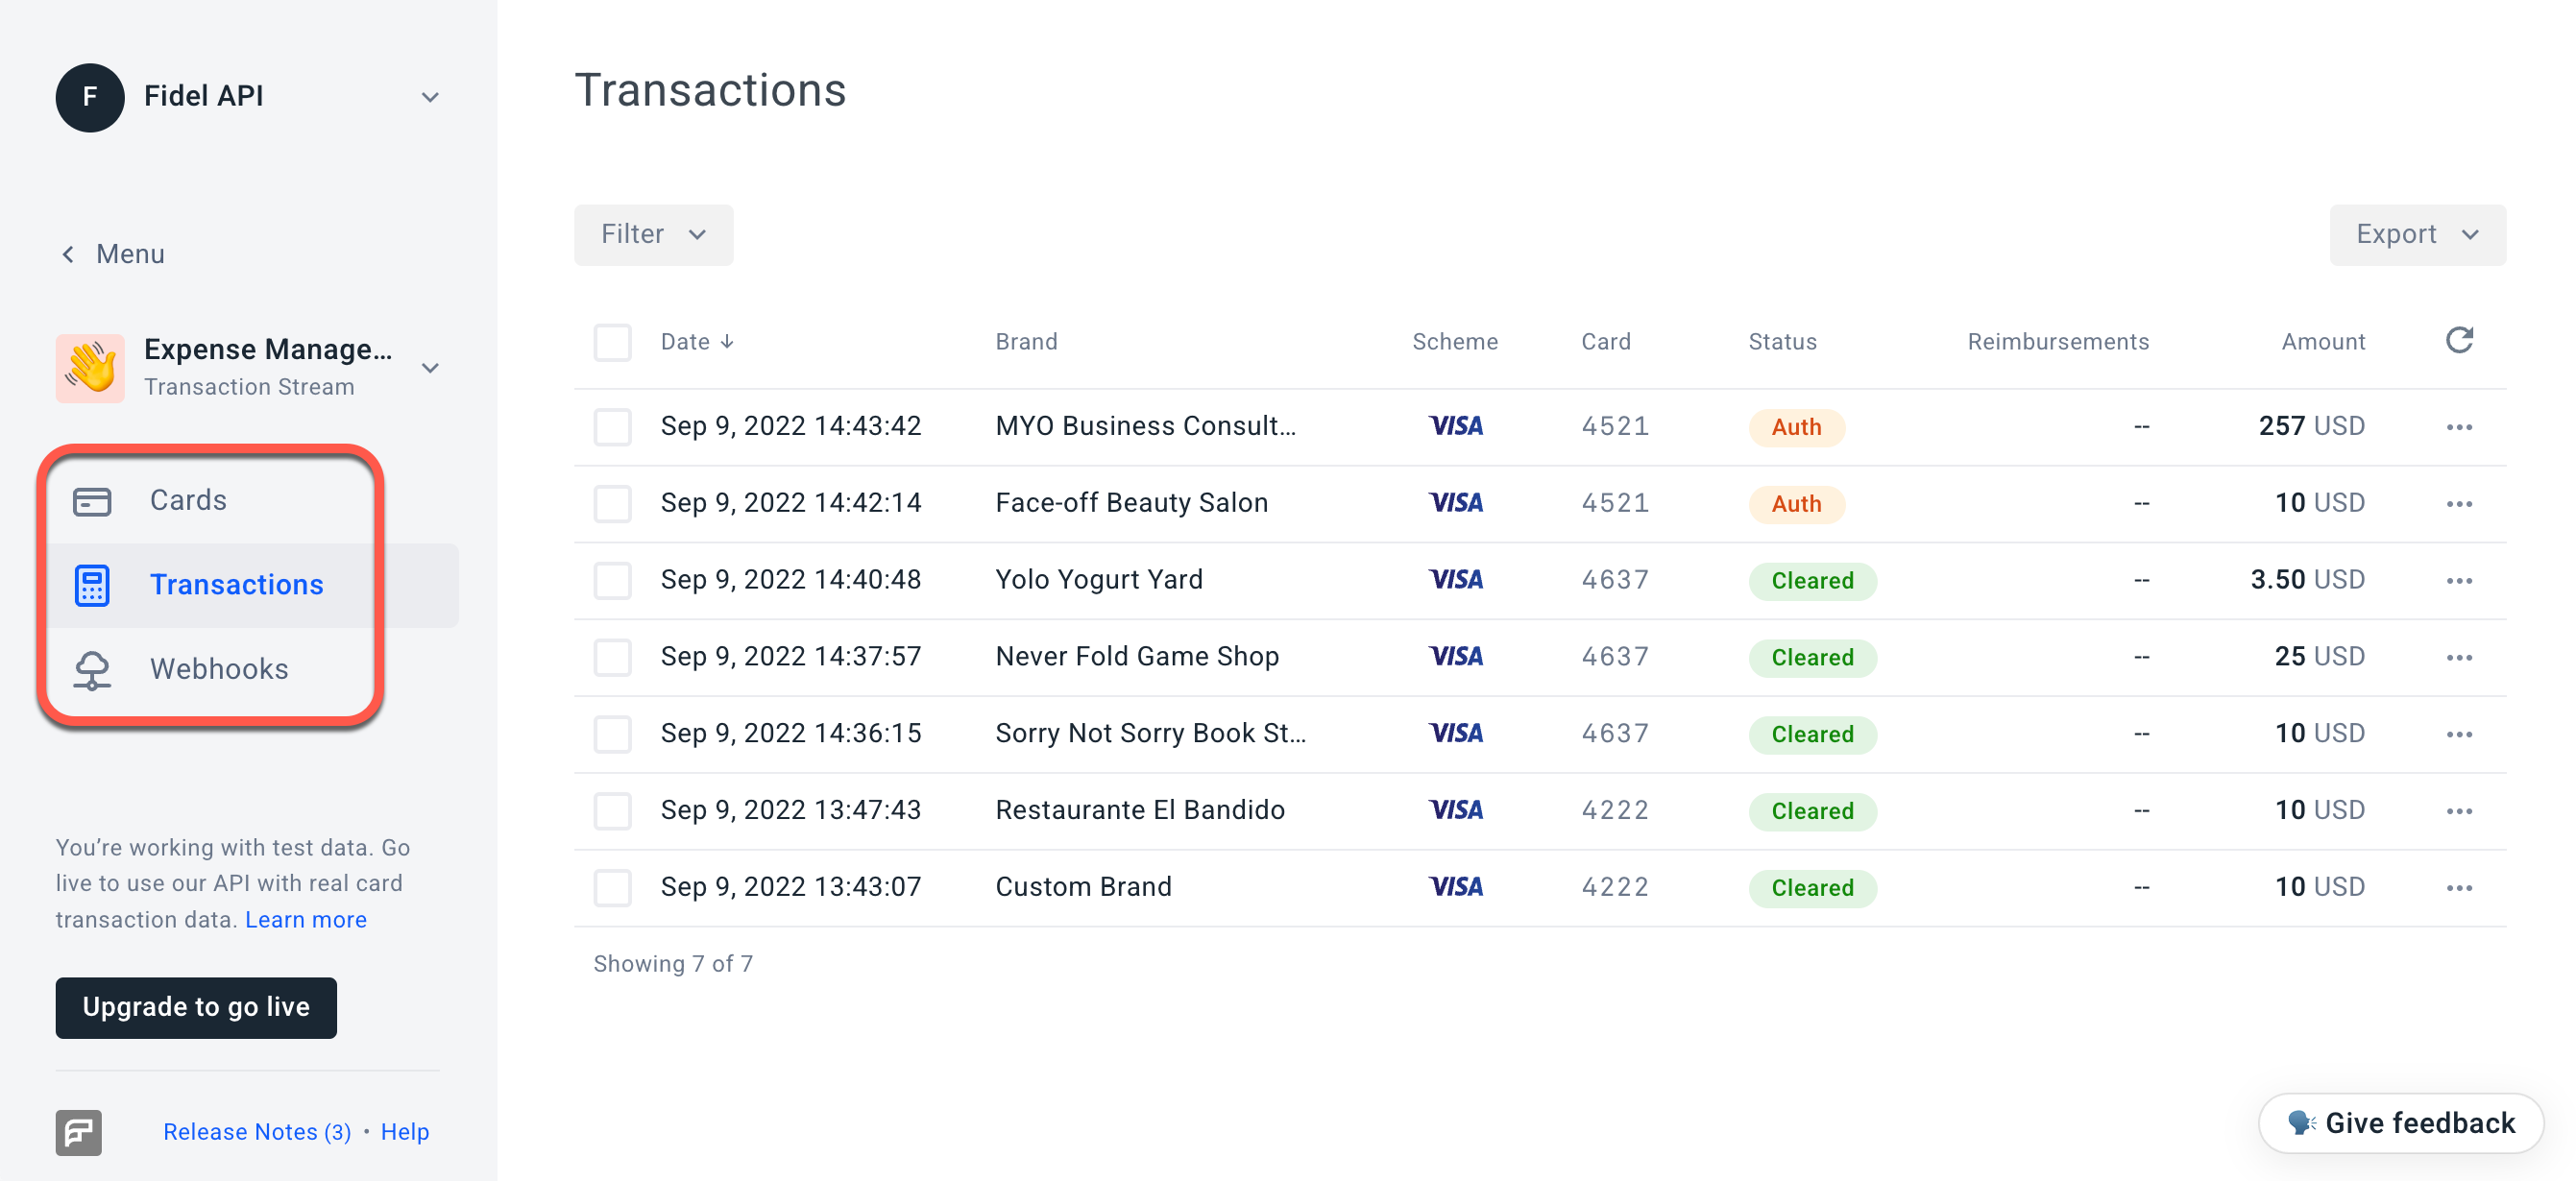 F Fidel API
Menu
Expense Manage...
Transaction Stream
Cards
Transactions
Webhooks
You’re working with test data. Go
live to use our API with real card
transaction data. Learn more
Upgrade to go live
Release Notes (3) • Help
Transactions
Filter
Export
Date Brand Scheme Card Status Reimbursements Amount
Sep 9, 2022 14:43:42 MYO Business Consult... VISA 4521 Auth -- 257 USD
Sep 9, 2022 14:42:14 Face-off Beauty Salon VISA 4521 Auth -- 10 USD
Sep 9, 2022 14:40:48 Yolo Yogurt Yard VISA 4637 Cleared -- 3.50 USD
Sep 9, 2022 14:37:57 Never Fold Game Shop VISA 4637 Cleared -- 25 USD
Sep 9, 2022 14:36:15 Sorry Not Sorry Book St... VISA 4637 Cleared -- 10 USD
Sep 9, 2022 13:47:43 Restaurante El Bandido VISA 4222 Cleared -- 10 USD
Sep 9, 2022 13:43:07 Custom Brand VISA 4222 Cleared -- 10 USD
Showing 7 of 7
Give feedback